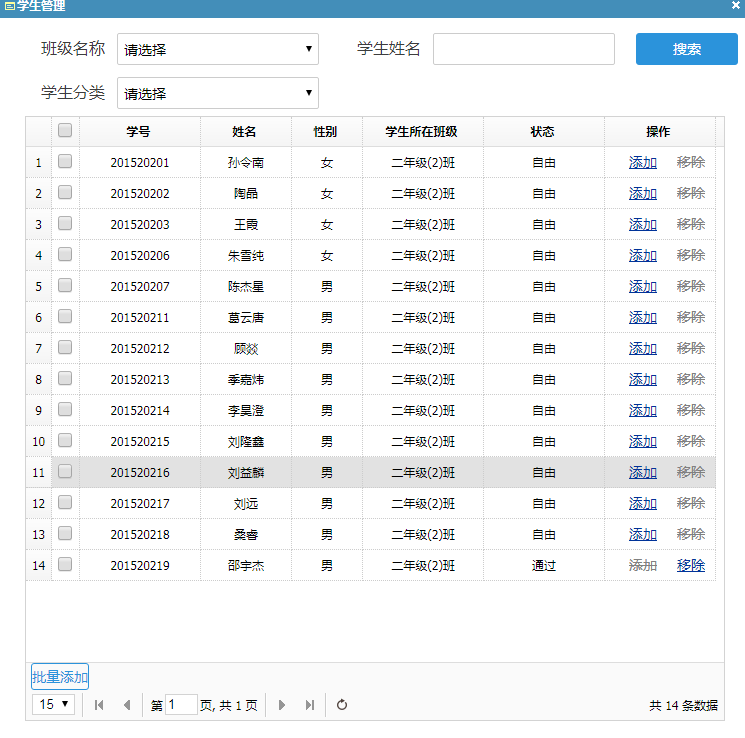 学生管理
班级名称 请选择 学生姓名 搜索
学生分类 请选择
学号 姓名 性别 学生所在班级 状态 操作
1 201520201 孙令南 女 二年级(2)班 自由 添加 移除
2 201520202 陶晶 女 二年级(2)班 自由 添加 移除
3 201520203 王霞 女 二年级(2)班 自由 添加 移除
4 201520206 朱雪纯 女 二年级(2)班 自由 添加 移除
5 201520207 陈杰星 男 二年级(2)班 自由 添加 移除
6 201520211 葛云唐 男 二年级(2)班 自由 添加 移除
7 201520212 顾燚 男 二年级(2)班 自由 添加 移除
8 201520213 季嘉炜 男 二年级(2)班 自由 添加 移除
9 201520214 李昊澄 男 二年级(2)班 自由 添加 移除
10 201520215 刘隆鑫 男 二年级(2)班 自由 添加 移除
11 201520216 刘益麟 男 二年级(2)班 自由 添加 移除
12 201520217 刘远 男 二年级(2)班 自由 添加 移除
13 201520218 桑睿 男 二年级(2)班 自由 添加 移除
14 201520219 邵宇杰 男 二年级(2)班 通过 添加 移除
批量添加
15 第 1 页, 共 1 页 共 14 条数据